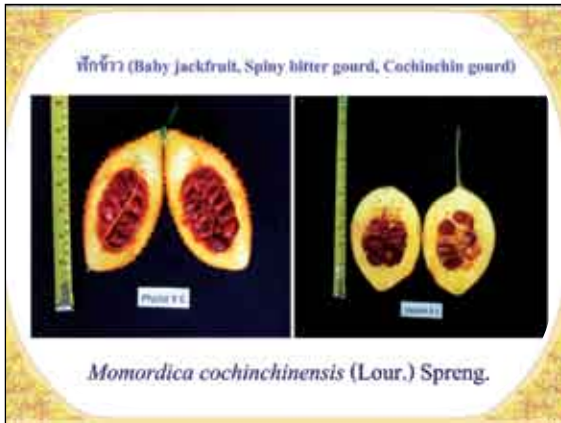 ฟักข้าว (Baby jackfruit, Spiny bitter gourd, Cochinchin gourd)
Momordica cochinchinensis (Lour.) Spreng.